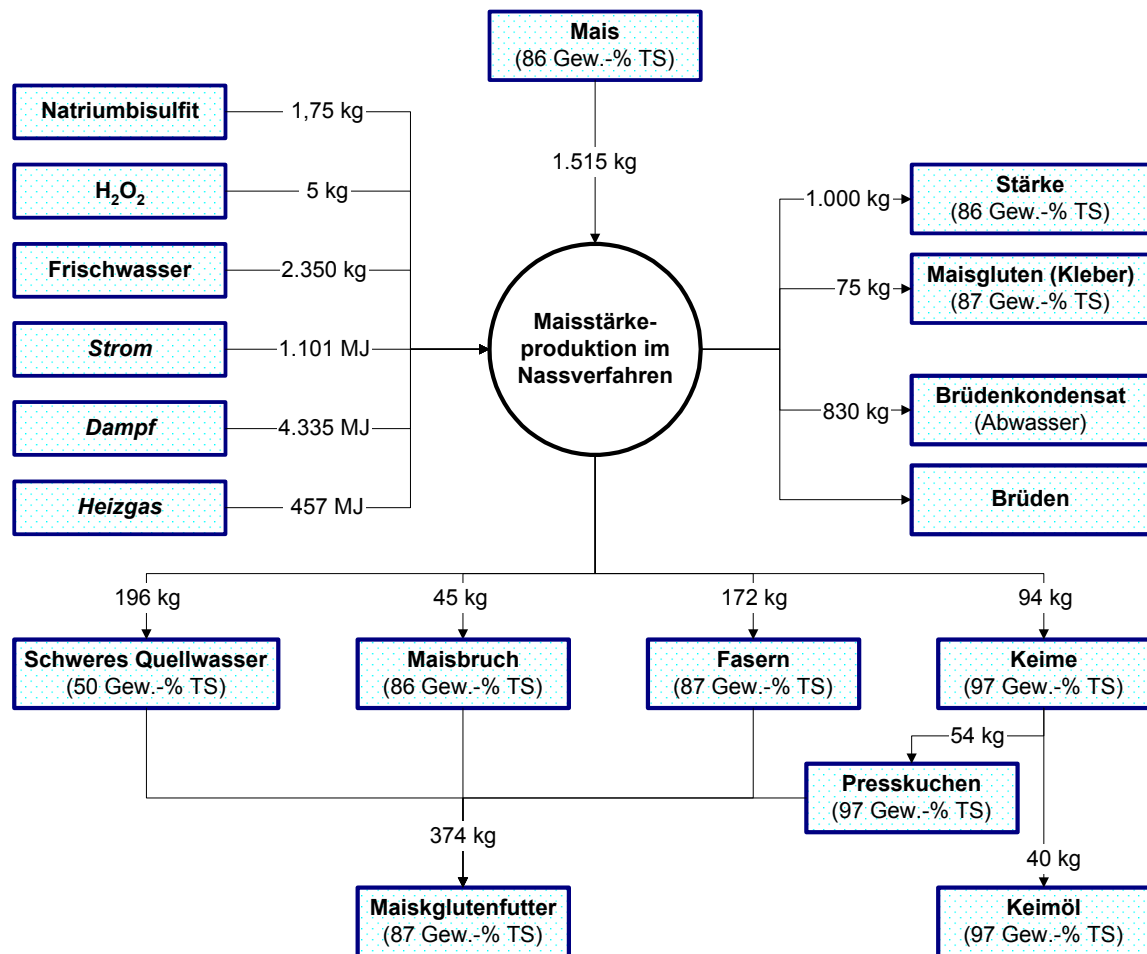 Mais
(86 Gew.-% TS)
Natriumbisulfit
1,75 kg
1.515 kg
H2O2
5 kg
1.000 kg
Stärke
(86 Gew.-% TS)
Frischwasser
2.350 kg
75 kg
Maisgluten (Kleber)
(87 Gew.-% TS)
Maisstärke-
produktion im
Nassverfahren
Strom
1.101 MJ
830 kg
Brüdenkondensat
(Abwasser)
Dampf
4.335 MJ
Heizgas
457 MJ
Brüden
196 kg
45 kg
172 kg
94 kg
Schweres Quellwasser
(50 Gew.-% TS)
Maisbruch
(86 Gew.-% TS)
Fasern
(87 Gew.-% TS)
Keime
(97 Gew.-% TS)
54 kg
Presskuchen
(97 Gew.-% TS)
374 kg
40 kg
Maiskglutenfutter
(87 Gew.-% TS)
Keimöl
(97 Gew.-% TS)